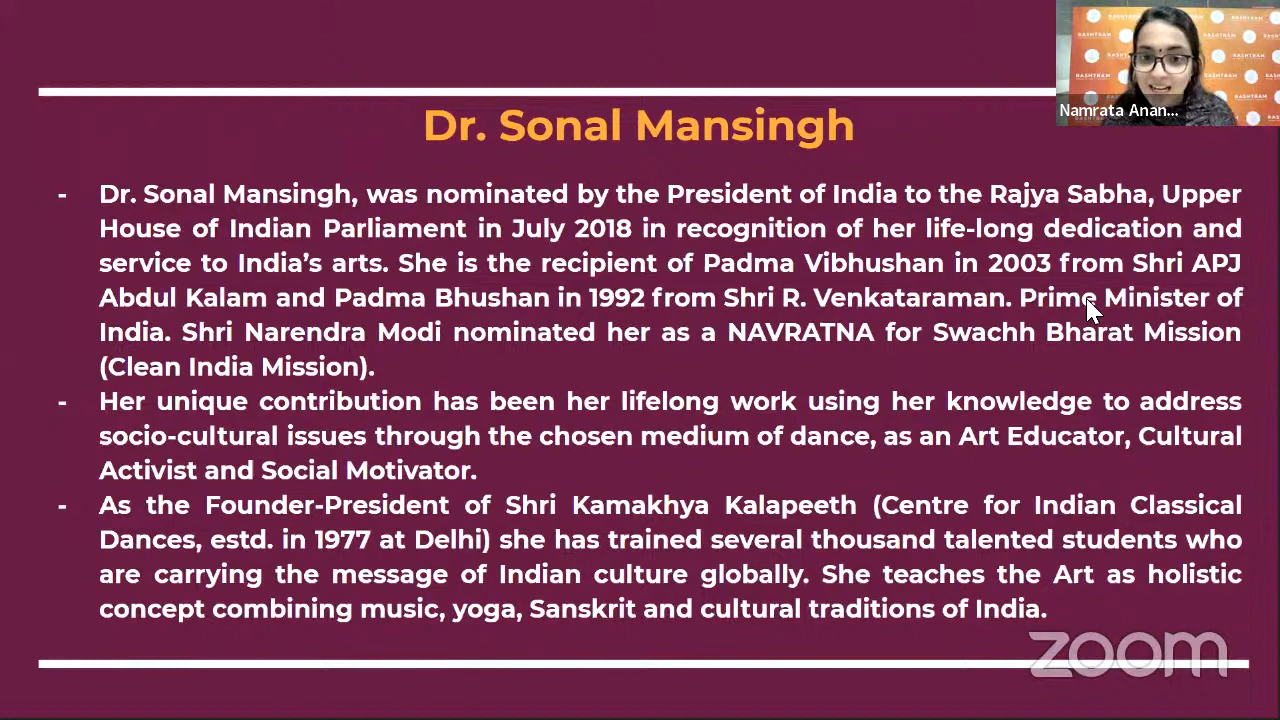 RASHTRAM
Namrata Anan...
Dr. Sonal Mansingh
- Dr. Sonal Mansingh, was nominated by the President of India to the Rajya Sabha, Upper
House of Indian Parliament in July 2018 in recognition of her life-long dedication and
service to India's arts. She is the recipient of Padma Vibhushan in 2003 from Shri APJ
Abdul Kalam and Padma Bhushan in 1992 from Shri R. Venkataraman. Prime Minister of
India. Shri Narendra Modi nominated her as a NAVRATNA for Swachh Bharat Mission
(Clean India Mission).
- Her unique contribution has been her lifelong work using her knowledge to address
socio-cultural issues through the chosen medium of dance, as an Art Educator, Cultural
Activist and Social Motivator.
- As the Founder-President of Shri Kamakhya Kalapeeth (Centre for Indian Classical
Dances, estd. in 1977 at Delhi) she has trained several thousand talented students who
are carrying the message of Indian culture globally. She teaches the Art as holistic
concept combining music, yoga, Sanskrit and cultural traditions of India.
zoom